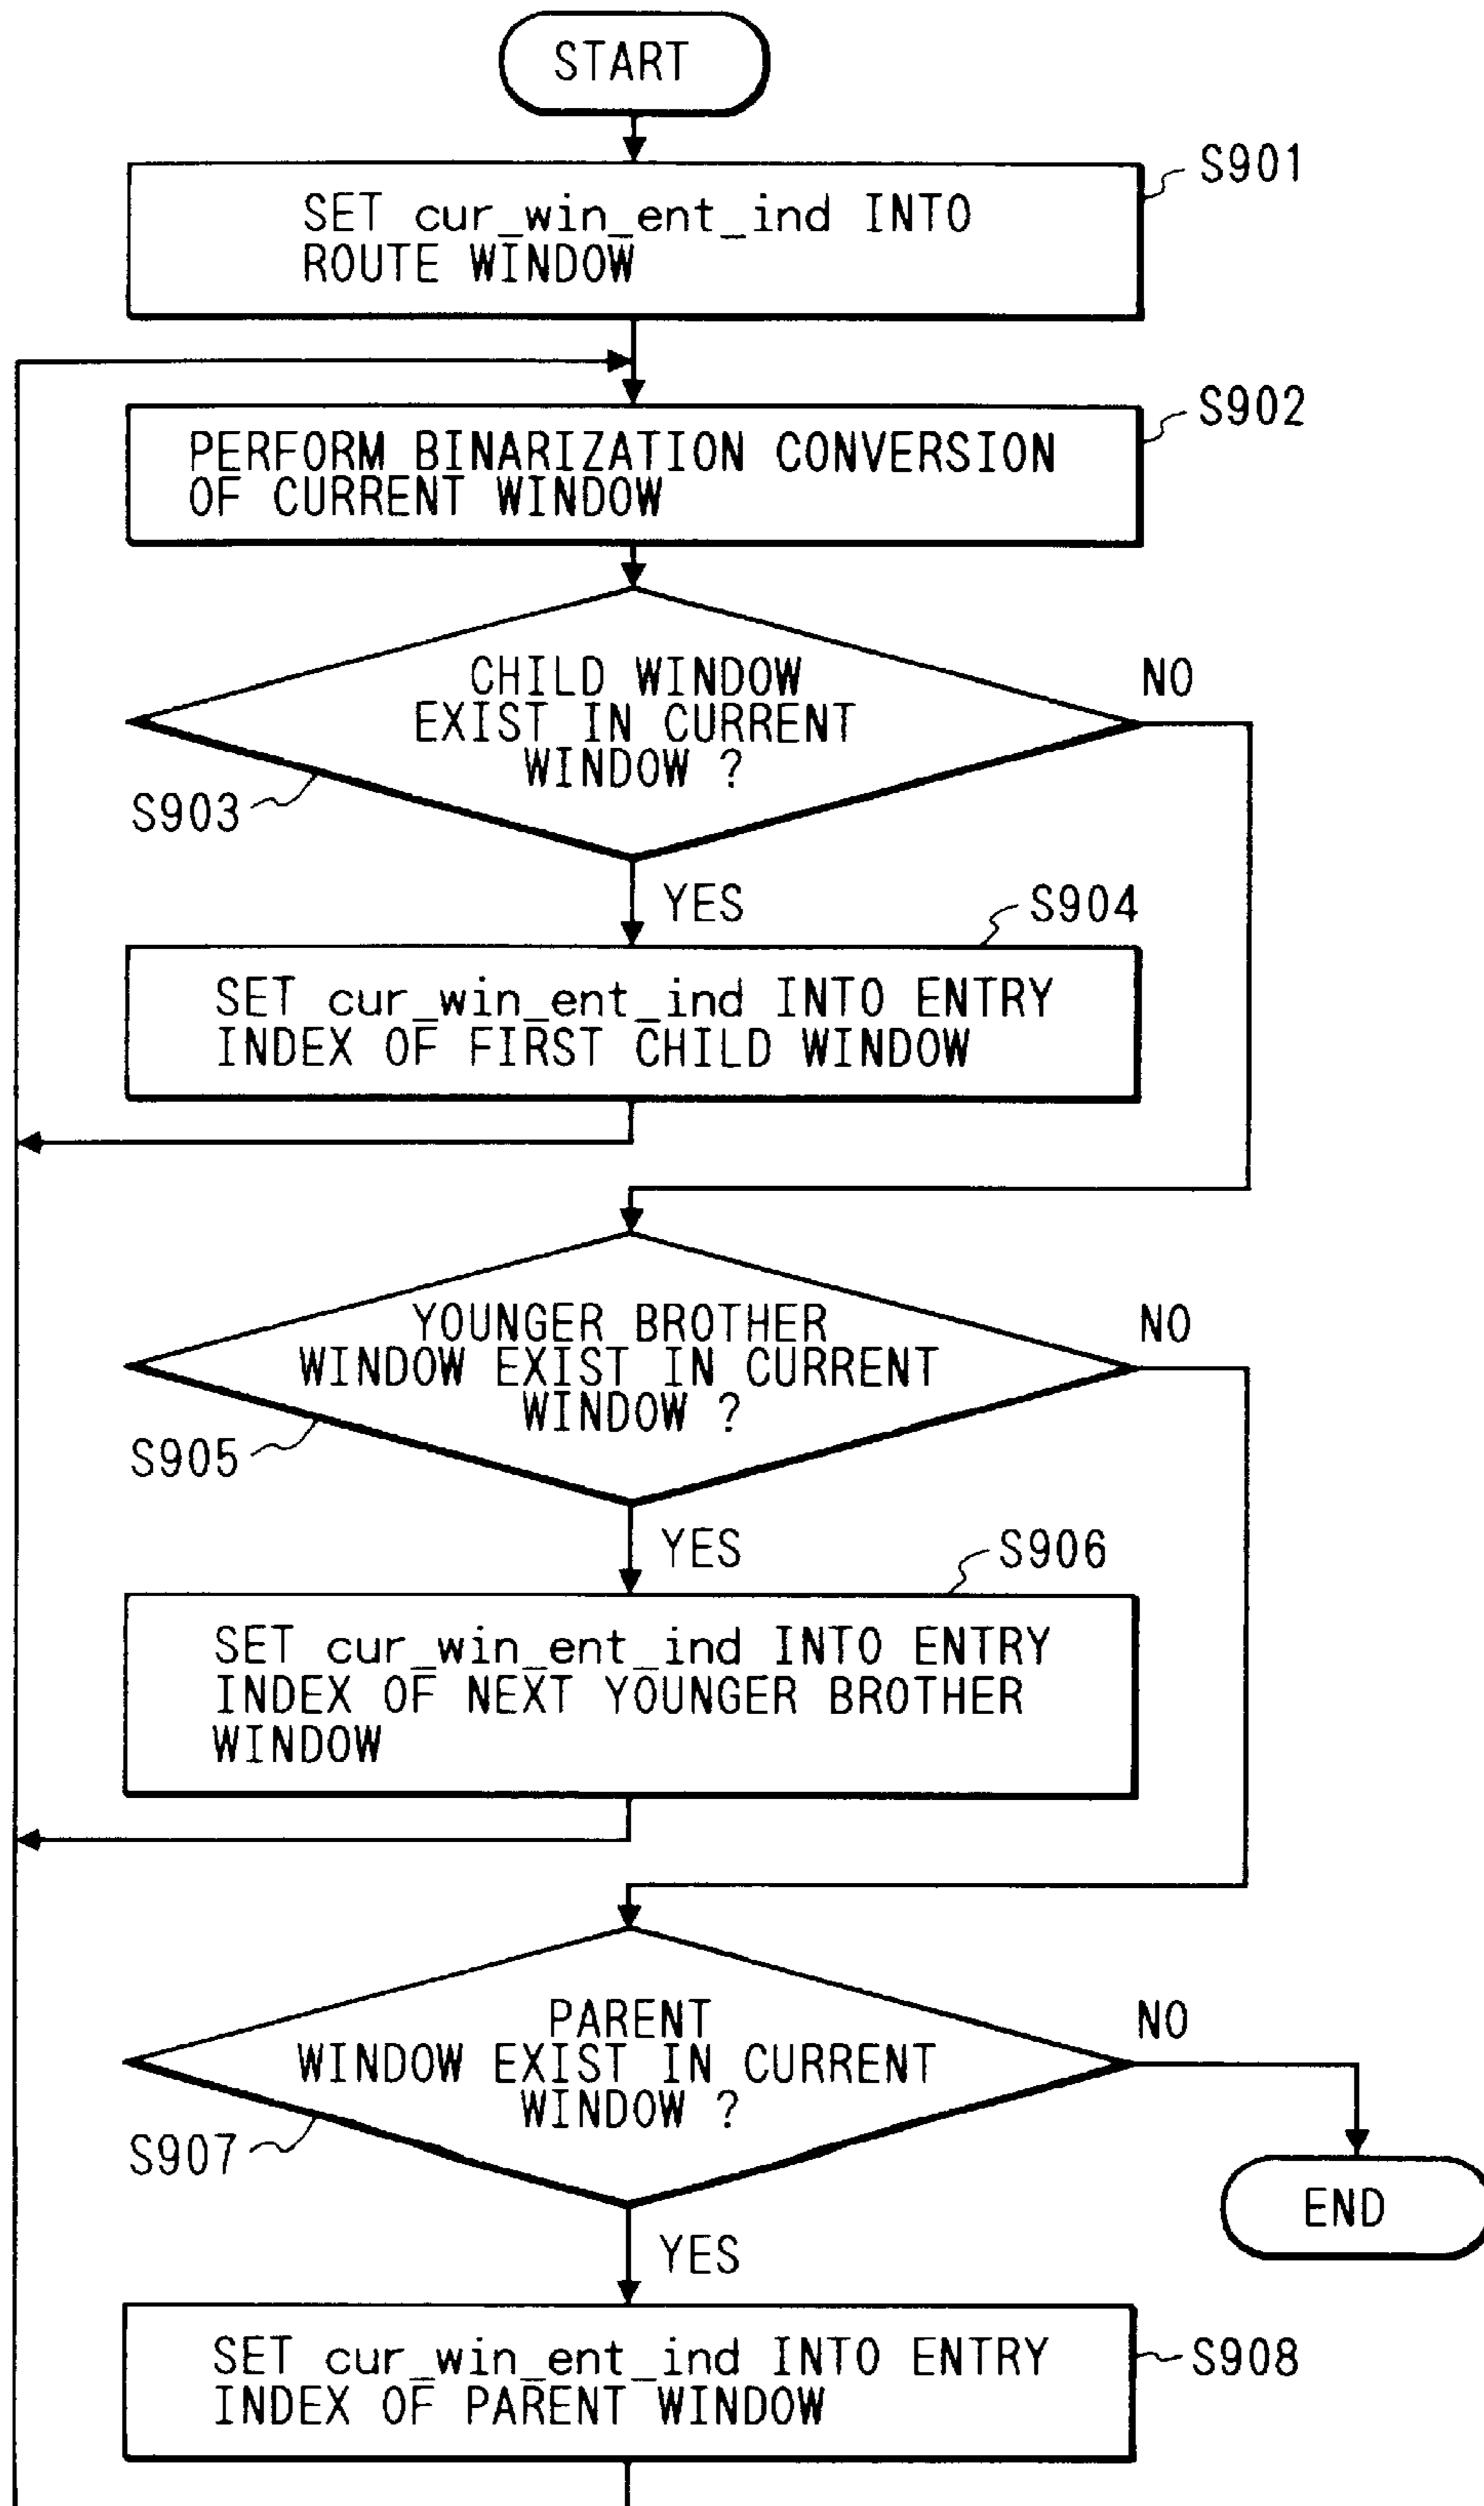 START
S901
SET cur_win_ent_ind INTO
ROUTE WINDOW
S902
PERFORM BINARIZATION CONVERSION
OF CURRENT WINDOW
CHILD WINDOW
EXIST IN CURRENT
WINDOW ?
NO
S903
YES
S904
SET cur_win_ent_ind INTO ENTRY
INDEX OF FIRST CHILD WINDOW
YOUNGER BROTHER
WINDOW EXIST IN CURRENT
WINDOW ?
NO
S905
YES
S906
SET cur_win_ent_ind INTO ENTRY
INDEX OF NEXT YOUNGER BROTHER
WINDOW
PARENT
WINDOW EXIST IN CURRENT
WINDOW ?
NO
S907
END
YES
SET cur_win_ent_ind INTO ENTRY
INDEX OF PARENT WINDOW
S908